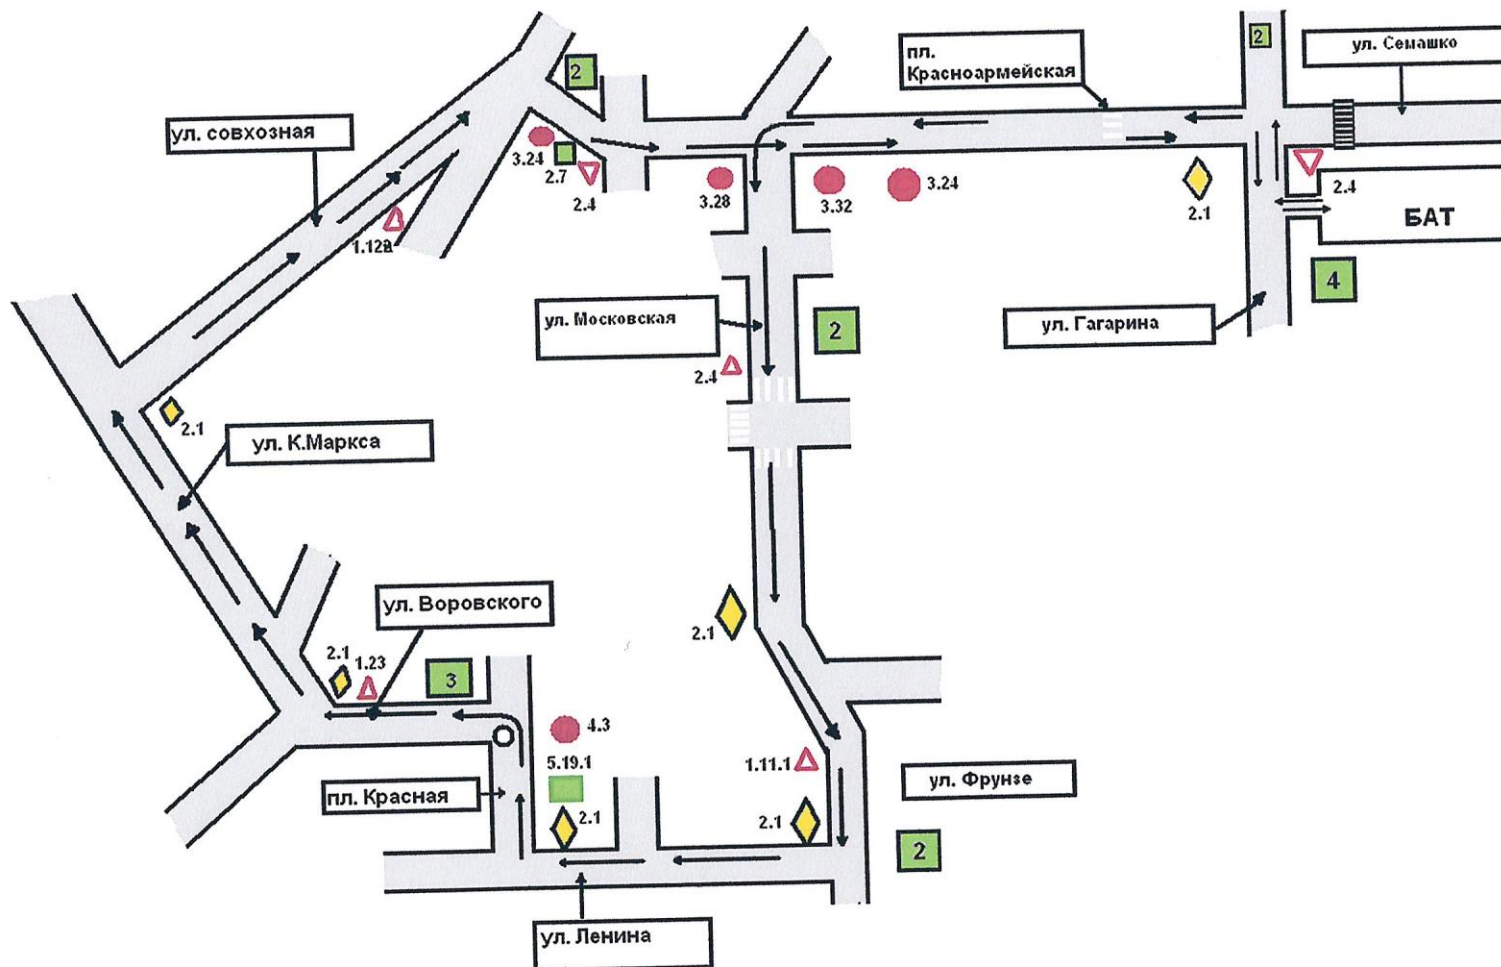 2
пл.
Красноармейская
ул. Семашко
2
ул. совхозная
3.24
2.7
2.4
3.28
3.32
3.24
2.1
2.4
1.12а
БАТ
4
ул. Московская
2
ул. Гагарина
2.4
2.1
ул. К.Маркса
ул. Воровского
2.1
2.1
1.23
3
4.3
5.19.1
1.11.1
ул. Фрунзе
пл. Красная
2.1
2.1
2
ул. Ленина